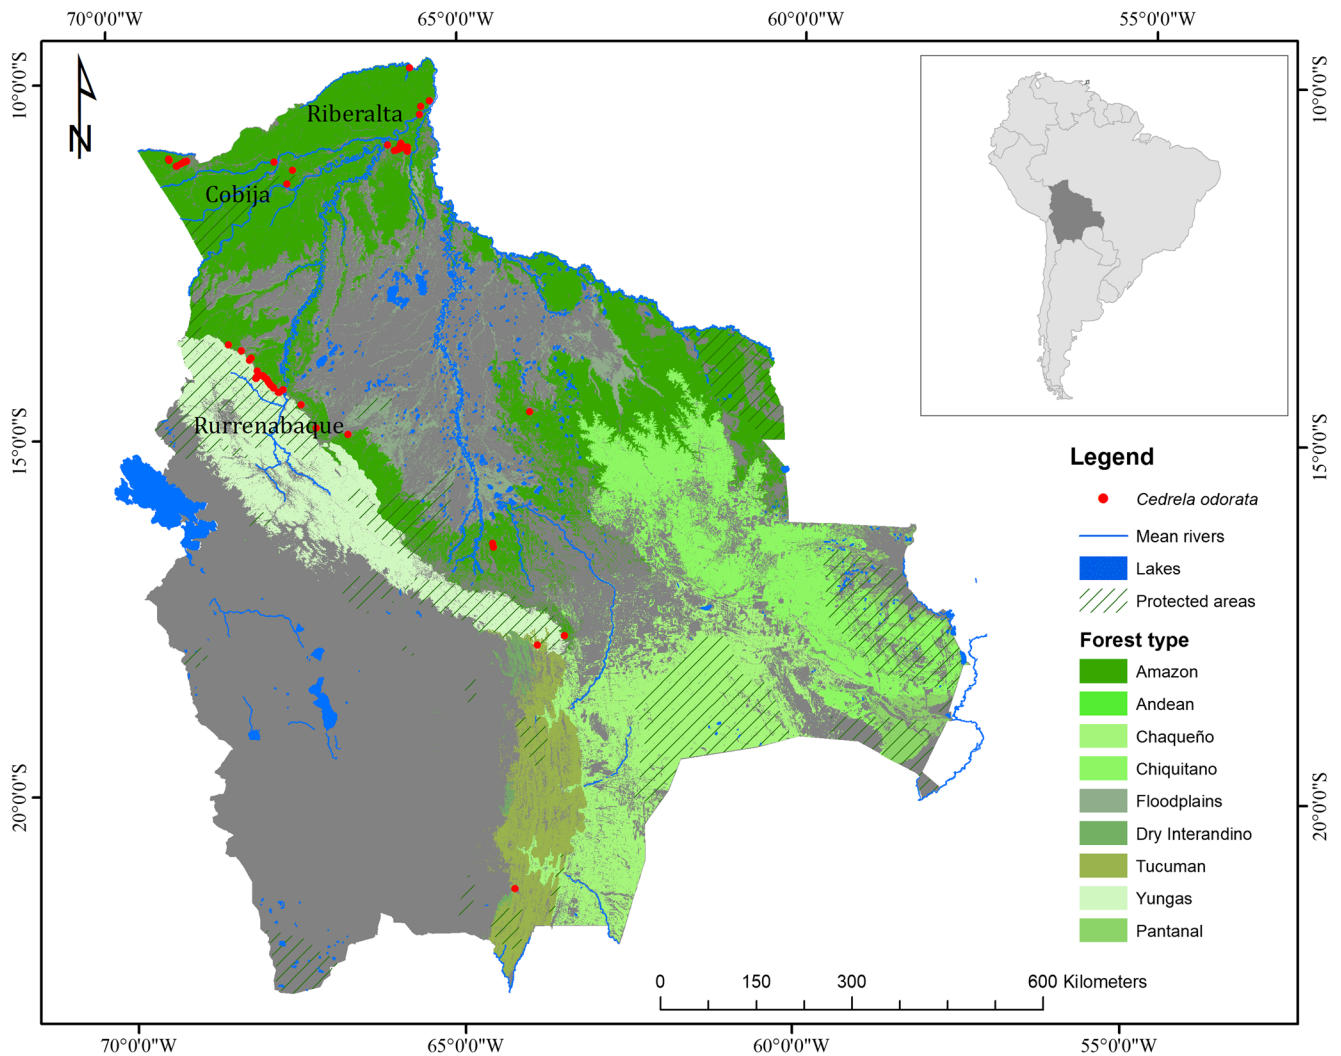 70°0'0"W 65°0'0"W 60°0'0"W 55°0'0"W
10°0'0"S
10°0'0"S
N
Riberalta
Cobija
Rurrenabaque
15°0'0"S
15°0'0"S
Legend
Cedrela odorata
Mean rivers
Lakes
Protected areas
Forest type
Amazon
Andean
Chaqueño
Chiquitano
Floodplains
Dry Interandino
Tucuman
Yungas
Pantanal
20°0'0"S
20°0'0"S
0 150 300 600 Kilometers
70°0'0"W 65°0'0"W 60°0'0"W 55°0'0"W